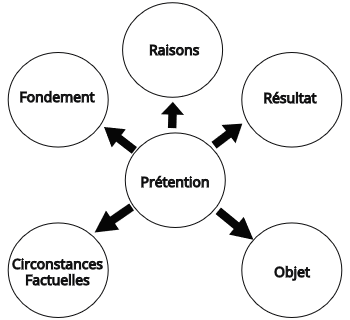 Raisons
Fondement
Résultat
Prétention
Circonstances
Factuelles
Objet